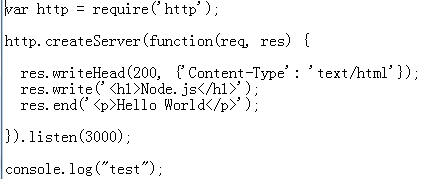 var http = require('http');
http.createServer(function(req, res) {
res.writeHead(200, {'Content-Type': 'text/html'});
res.write('<h1>Node.js</h1>');
res.end('<p>Hello World</p>');
}).listen(3000);
console.log("test");